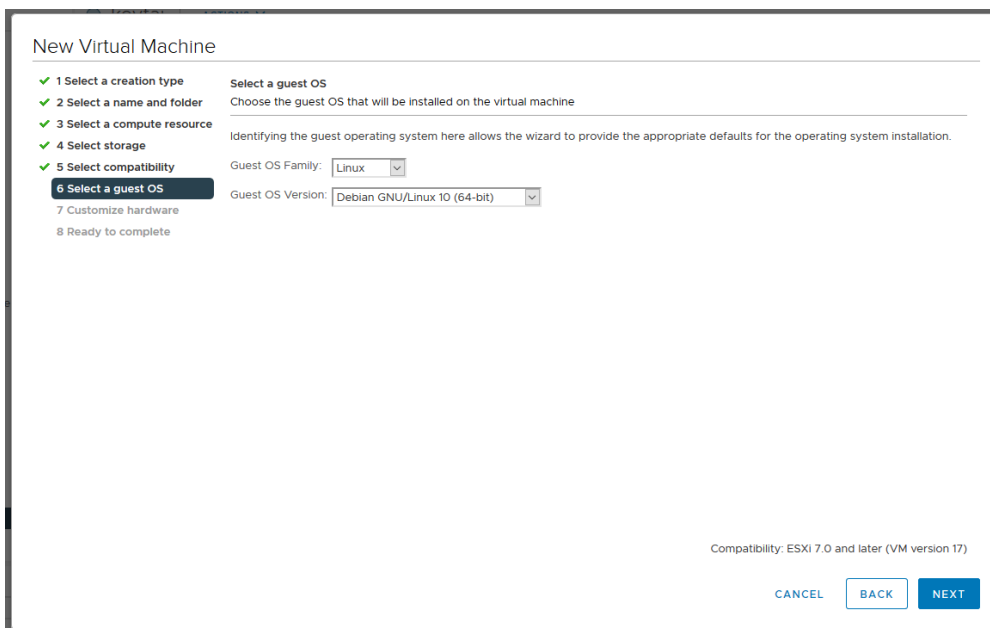 New Virtual Machine
1 Select a creation type
2 Select a name and folder
3 Select a compute resource
4 Select storage
5 Select compatibility
6 Select a guest OS
7 Customize hardware
8 Ready to complete
Select a guest OS
Choose the guest OS that will be installed on the virtual machine
Identifying the guest operating system here allows the wizard to provide the appropriate defaults for the operating system installation.
Guest OS Family: Linux
Guest OS Version: Debian GNU/Linux 10 (64-bit)
Compatibility: ESXi 7.0 and later (VM version 17)
CANCEL BACK NEXT